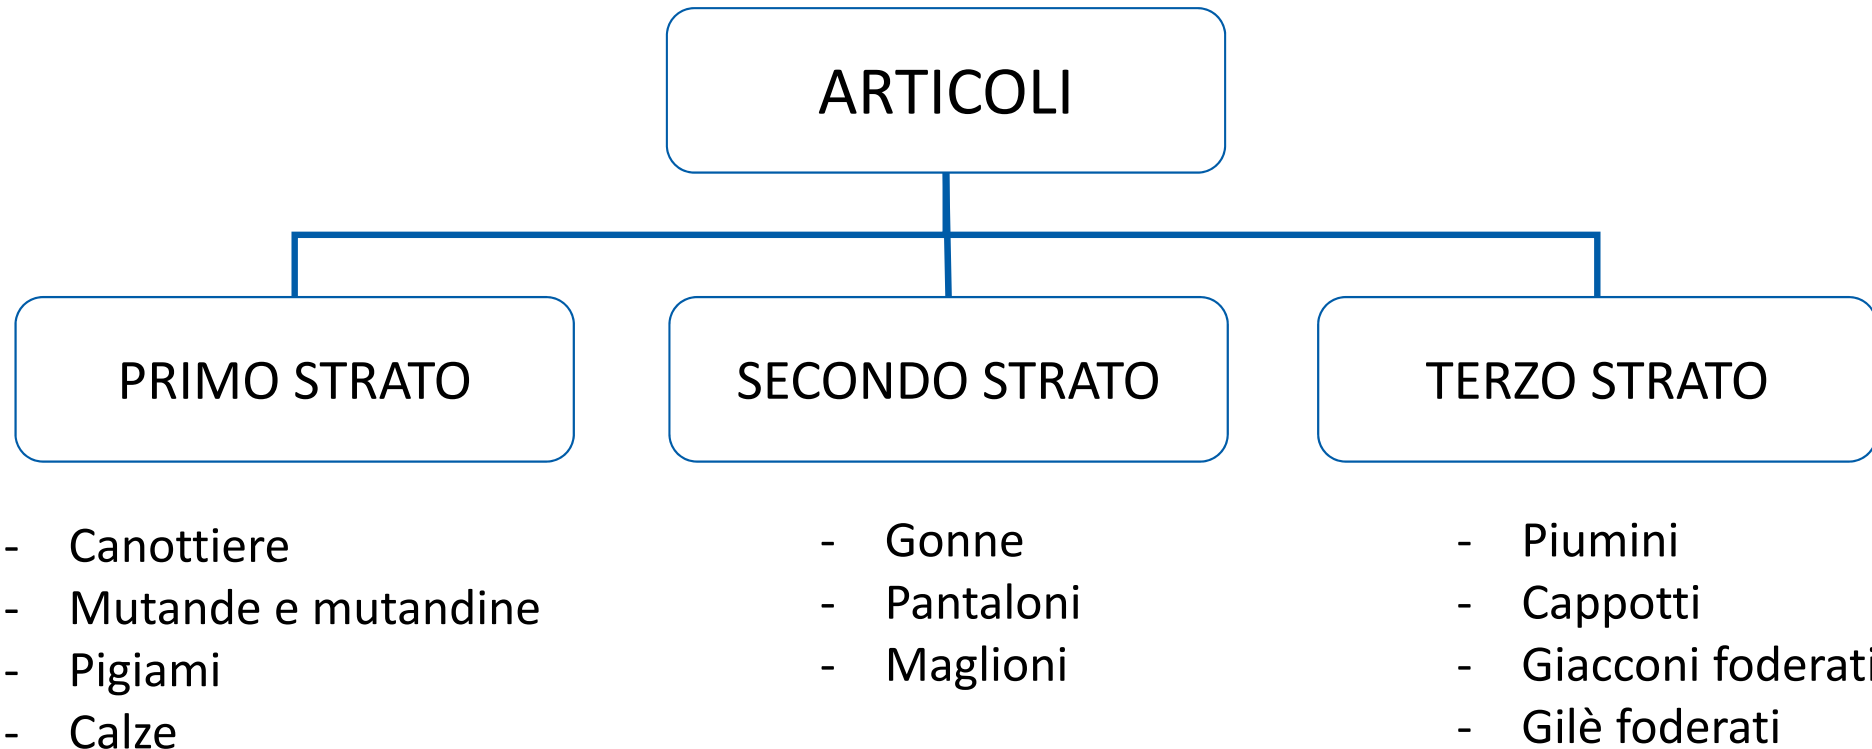 ARTICOLI
PRIMO STRATO
SECONDO STRATO
TERZO STRATO
- Canottiere
- Mutande e mutandine
- Pigiami
- Calze
- Gonne
- Pantaloni
- Maglioni
- Piumini
- Cappotti
- Giacconi foderati
- Gilè foderati